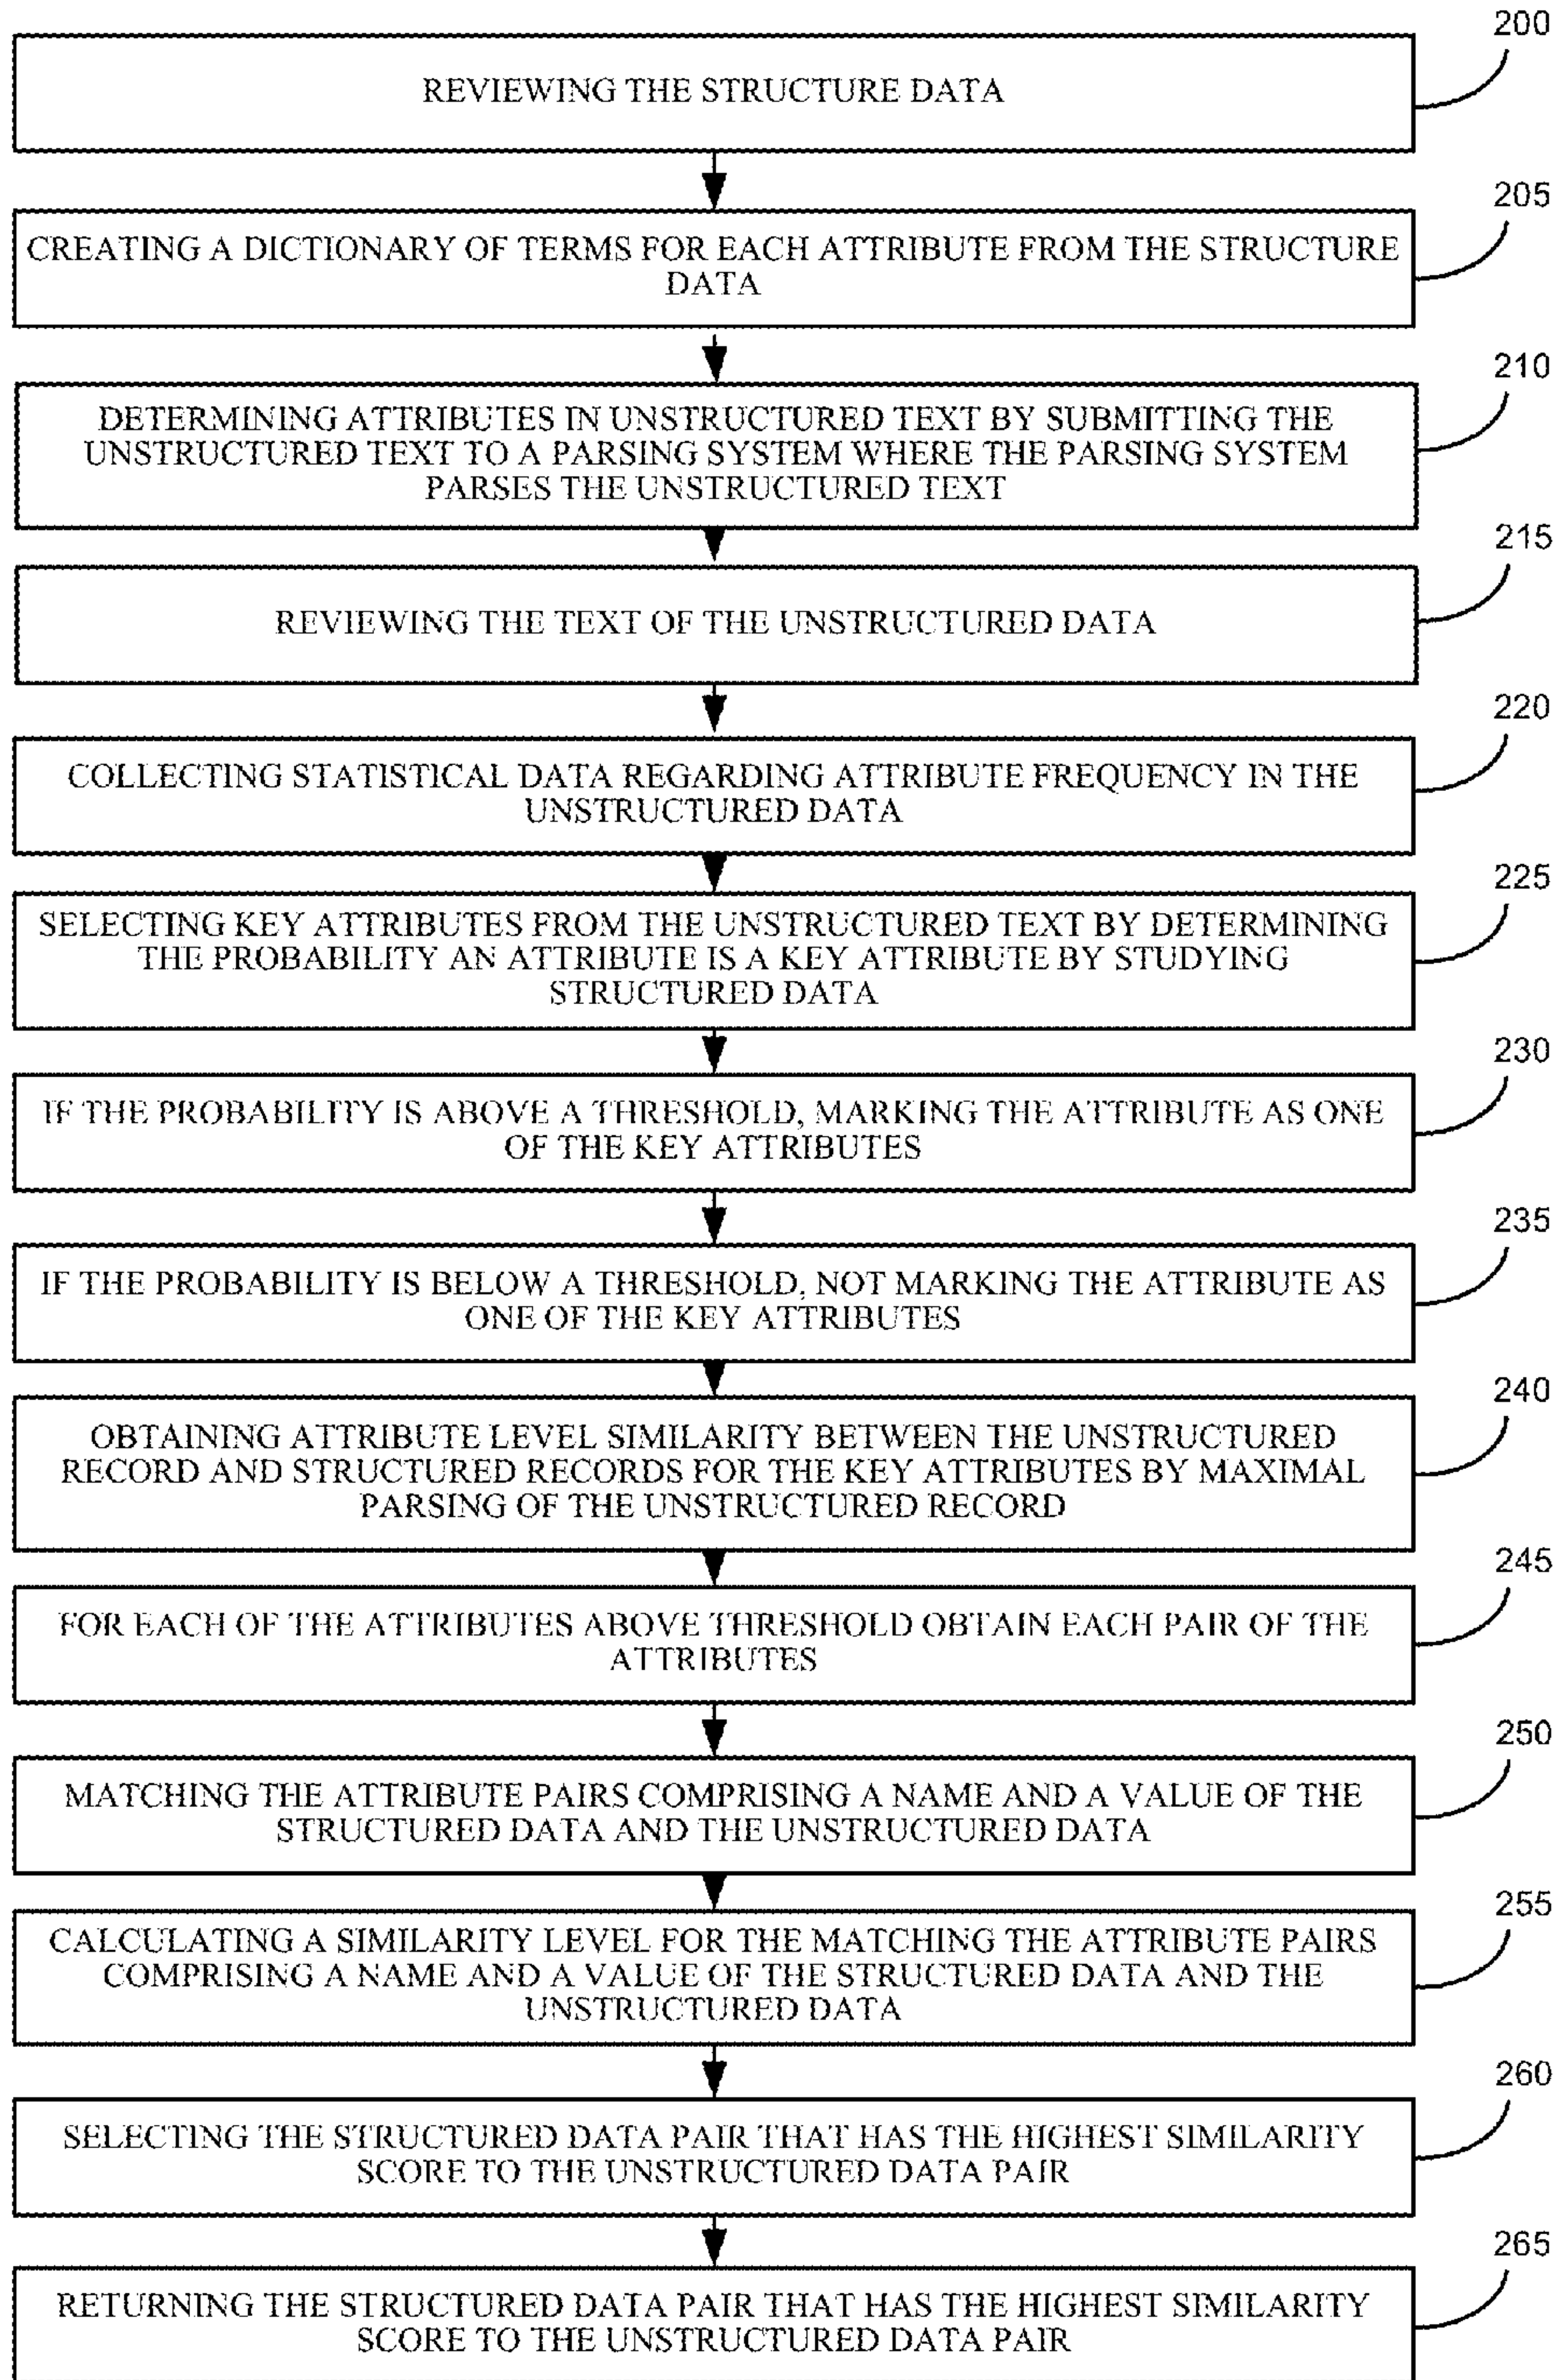 200
REVIEWING THE STRUCTURE DATA
205
CREATING A DICTIONARY OF TERMS FOR EACH ATTRIBUTE FROM THE STRUCTURE
DATA
210
DETERMINING ATTRIBUTES IN UNSTRUCTURED TEXT BY SUBMITTING THE
UNSTRUCTURED TEXT TO A PARSING SYSTEM WHERE THE PARSING SYSTEM
PARSES THE UNSTRUCTURED TEXT
215
REVIEWING THE TEXT OF THE UNSTRUCTURED DATA
220
COLLECTING STATISTICAL DATA REGARDING ATTRIBUTE FREQUENCY IN THE
UNSTRUCTURED DATA
225
SELECTING KEY ATTRIBUTES FROM THE UNSTRUCTURED TEXT BY DETERMINING
THE PROBABILITY AN ATTRIBUTE IS A KEY ATTRIBUTE BY STUDYING
STRUCTURED DATA
230
IF THE PROBABILITY IS ABOVE A THRESHOLD, MARKING THE ATTRIBUTE AS ONE
OF THE KEY ATTRIBUTES
235
IF THE PROBABILITY IS BELOW A THRESHOLD, NOT MARKING THE ATTRIBUTE AS
ONE OF THE KEY ATTRIBUTES
240
OBTAINING ATTRIBUTE LEVEL SIMILARITY BETWEEN THE UNSTRUCTURED
RECORD AND STRUCTURED RECORDS FOR THE KEY ATTRIBUTES BY MAXIMAL
PARSING OF THE UNSTRUCTURED RECORD
245
FOR EACH OF THE ATTRIBUTES ABOVE THRESHOLD OBTAIN EACH PAIR OF THE
ATTRIBUTES
250
MATCHING THE ATTRIBUTE PAIRS COMPRISING A NAME AND A VALUE OF THE
STRUCTURED DATA AND THE UNSTRUCTURED DATA
255
CALCULATING A SIMILARITY LEVEL FOR THE MATCHING THE ATTRIBUTE PAIRS
COMPRISING A NAME AND A VALUE OF THE STRUCTURED DATA AND THE
UNSTRUCTURED DATA
260
SELECTING THE STRUCTURED DATA PAIR THAT HAS THE HIGHEST SIMILARITY
SCORE TO THE UNSTRUCTURED DATA PAIR
265
RETURNING THE STRUCTURED DATA PAIR THAT HAS THE HIGHEST SIMILARITY
SCORE TO THE UNSTRUCTURED DATA PAIR